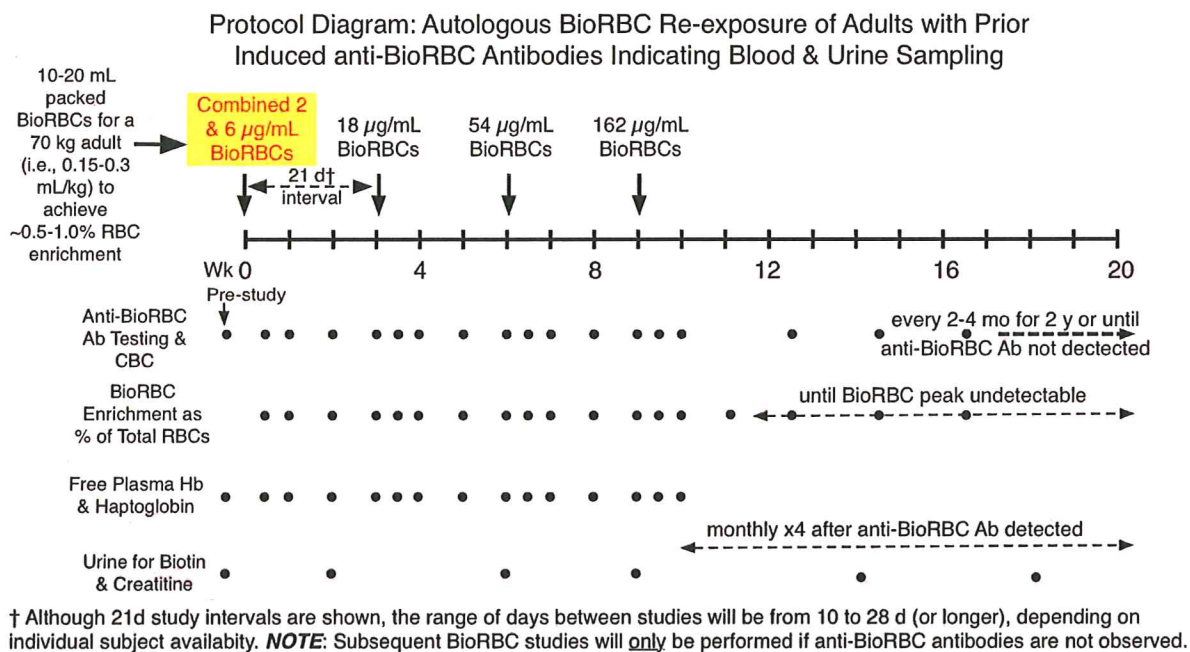 Protocol Diagram: Autologous BioRBC Re-exposure of Adults with Prior
Induced anti-BioRBC Antibodies Indicating Blood & Urine Sampling
10-20 mL
packed
BioRBCs for a
70 kg adult
(i.e., 0.15-0.3
mL/kg) to
achieve
~0.5-1.0% RBC
enrichment
Combined 2
& 6 µg/mL
BioRBCs
18 µg/mL
BioRBCs
54 µg/mL
BioRBCs
162 µg/mL
BioRBCs
21 d†
interval
Wk 0 4 8 12 16 20
Pre-study
Anti-BioRBC
Ab Testing &
CBC
every 2-4 mo for 2 y or until
anti-BioRBC Ab not dectected
BioRBC
Enrichment as
% of Total RBCs
until BioRBC peak undetectable
Free Plasma Hb
& Haptoglobin
monthly x4 after anti-BioRBC Ab detected
Urine for Biotin
& Creatitine
† Although 21d study intervals are shown, the range of days between studies will be from 10 to 28 d (or longer), depending on
individual subject availabity. NOTE: Subsequent BioRBC studies will only be performed if anti-BioRBC antibodies are not observed.